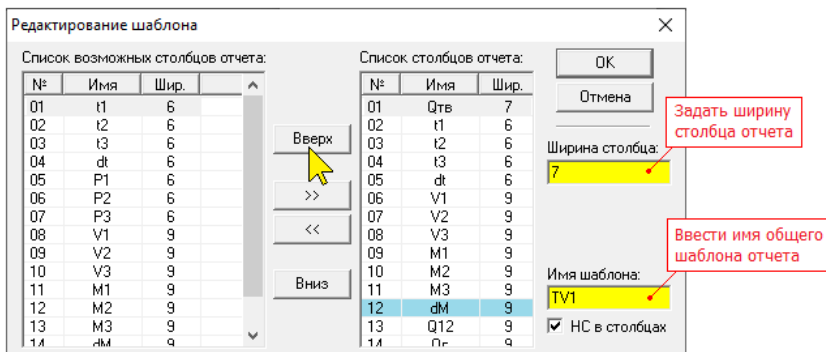 Редактирование шаблона
Список возможных столбцов отчета:
№ Имя Шир.
01 t1 6
02 t2 6
03 t3 6
04 dt 6
05 P1 6
06 P2 6
07 P3 6
08 V1 9
09 V2 9
10 V3 9
11 M1 9
12 M2 9
13 M3 9
14 dM 9
Вверх
>>
<<
Вниз
Список столбцов отчета:
№ Имя Шир.
01 Qтв 7
02 t1 6
03 t2 6
04 t3 6
05 dt 6
06 V1 9
07 V2 9
08 V3 9
09 M1 9
10 M2 9
11 M3 9
12 dM 9
13 Q12 9
14 Qг 9
OK
Отмена
Ширина столбца:
7
Имя шаблона:
TV1
НС в столбцах
Задать ширину
столбца отчета
Ввести имя общего
шаблона отчета